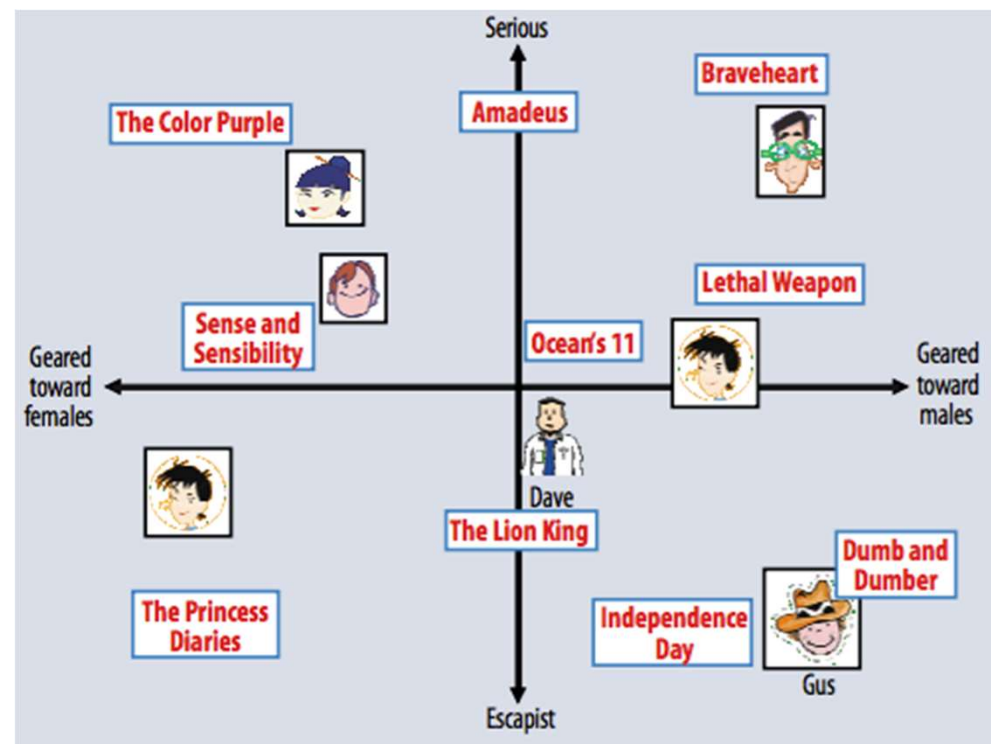 Serious
Braveheart
Amadeus
The Color Purple
Lethal Weapon
Sense and
Sensibility
Ocean's 11
Geared
toward
females
Geared
toward
males
Dave
The Lion King
Dumb and
Dumber
The Princess
Diaries
Independence
Day
Gus
Escapist